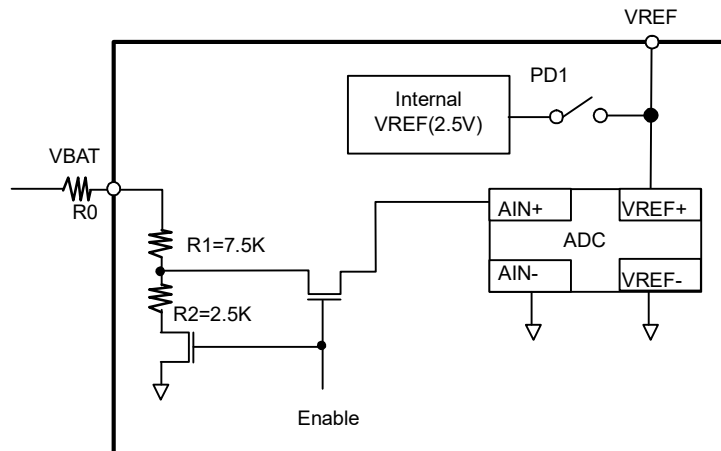 VREF
PD1
Internal
VREF(2.5V)
VBAT
R0
R1=7.5K
AIN+
VREF+
ADC
AIN-
VREF-
R2=2.5K
Enable